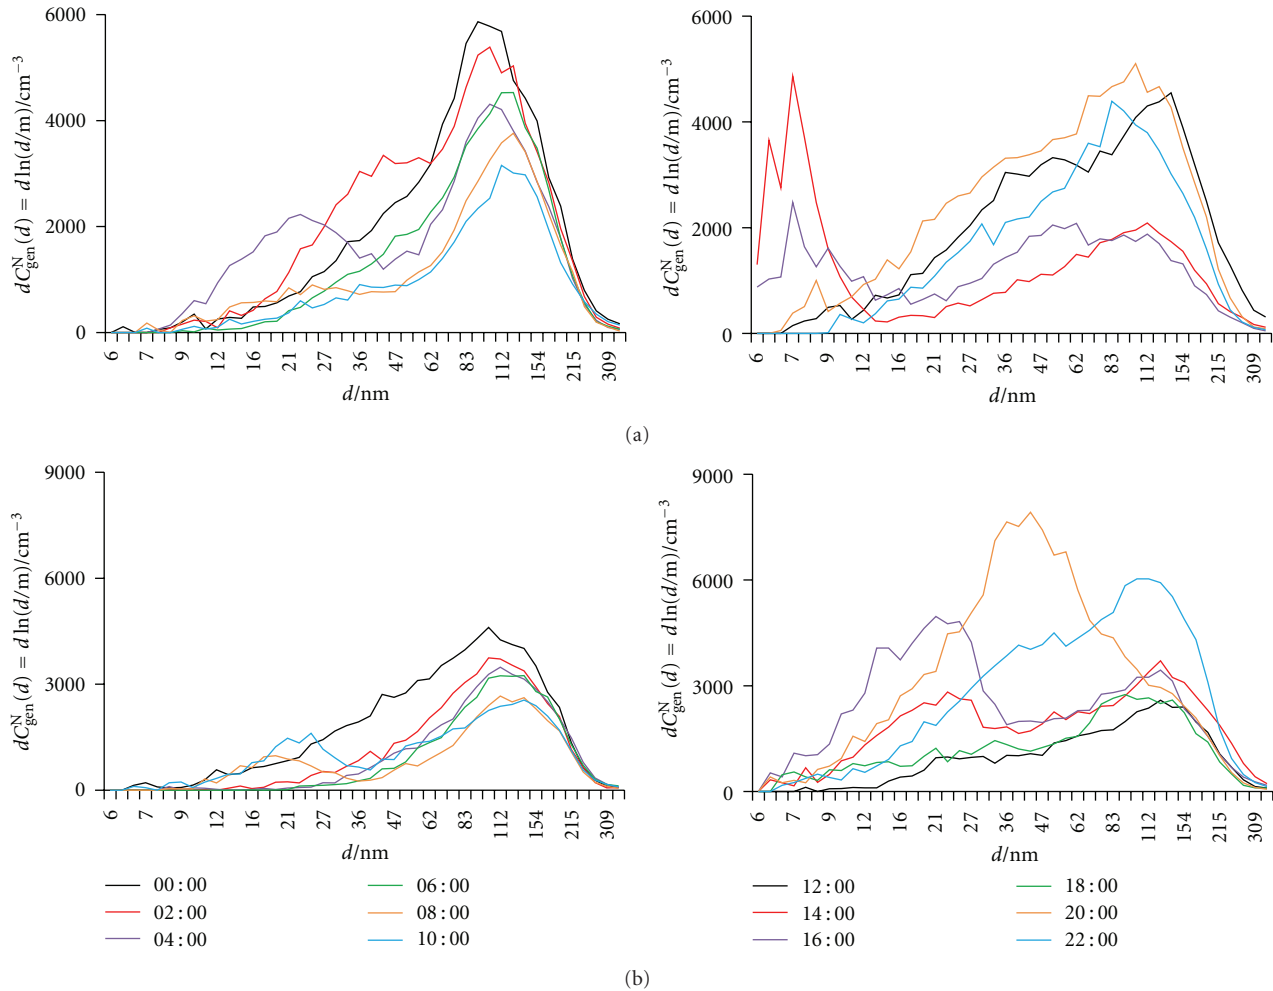 6000
4000
2000
0
dC^N_gen(d) = d ln(d/m)/cm^−3
6 7 9 12 16 21 27 36 47 62 83 112 154 215 309
d/nm
6000
4000
2000
0
dC^N_gen(d) = d ln(d/m)/cm^−3
6 7 9 12 16 21 27 36 47 62 83 112 154 215 309
d/nm
(a)
9000
6000
3000
0
dC^N_gen(d) = d ln(d/m)/cm^−3
6 7 9 12 16 21 27 36 47 62 83 112 154 215 309
d/nm
00:00
02:00
04:00
06:00
08:00
10:00
9000
6000
3000
0
dC^N_gen(d) = d ln(d/m)/cm^−3
6 7 9 12 16 21 27 36 47 62 83 112 154 215 309
d/nm
12:00
14:00
16:00
18:00
20:00
22:00
(b)